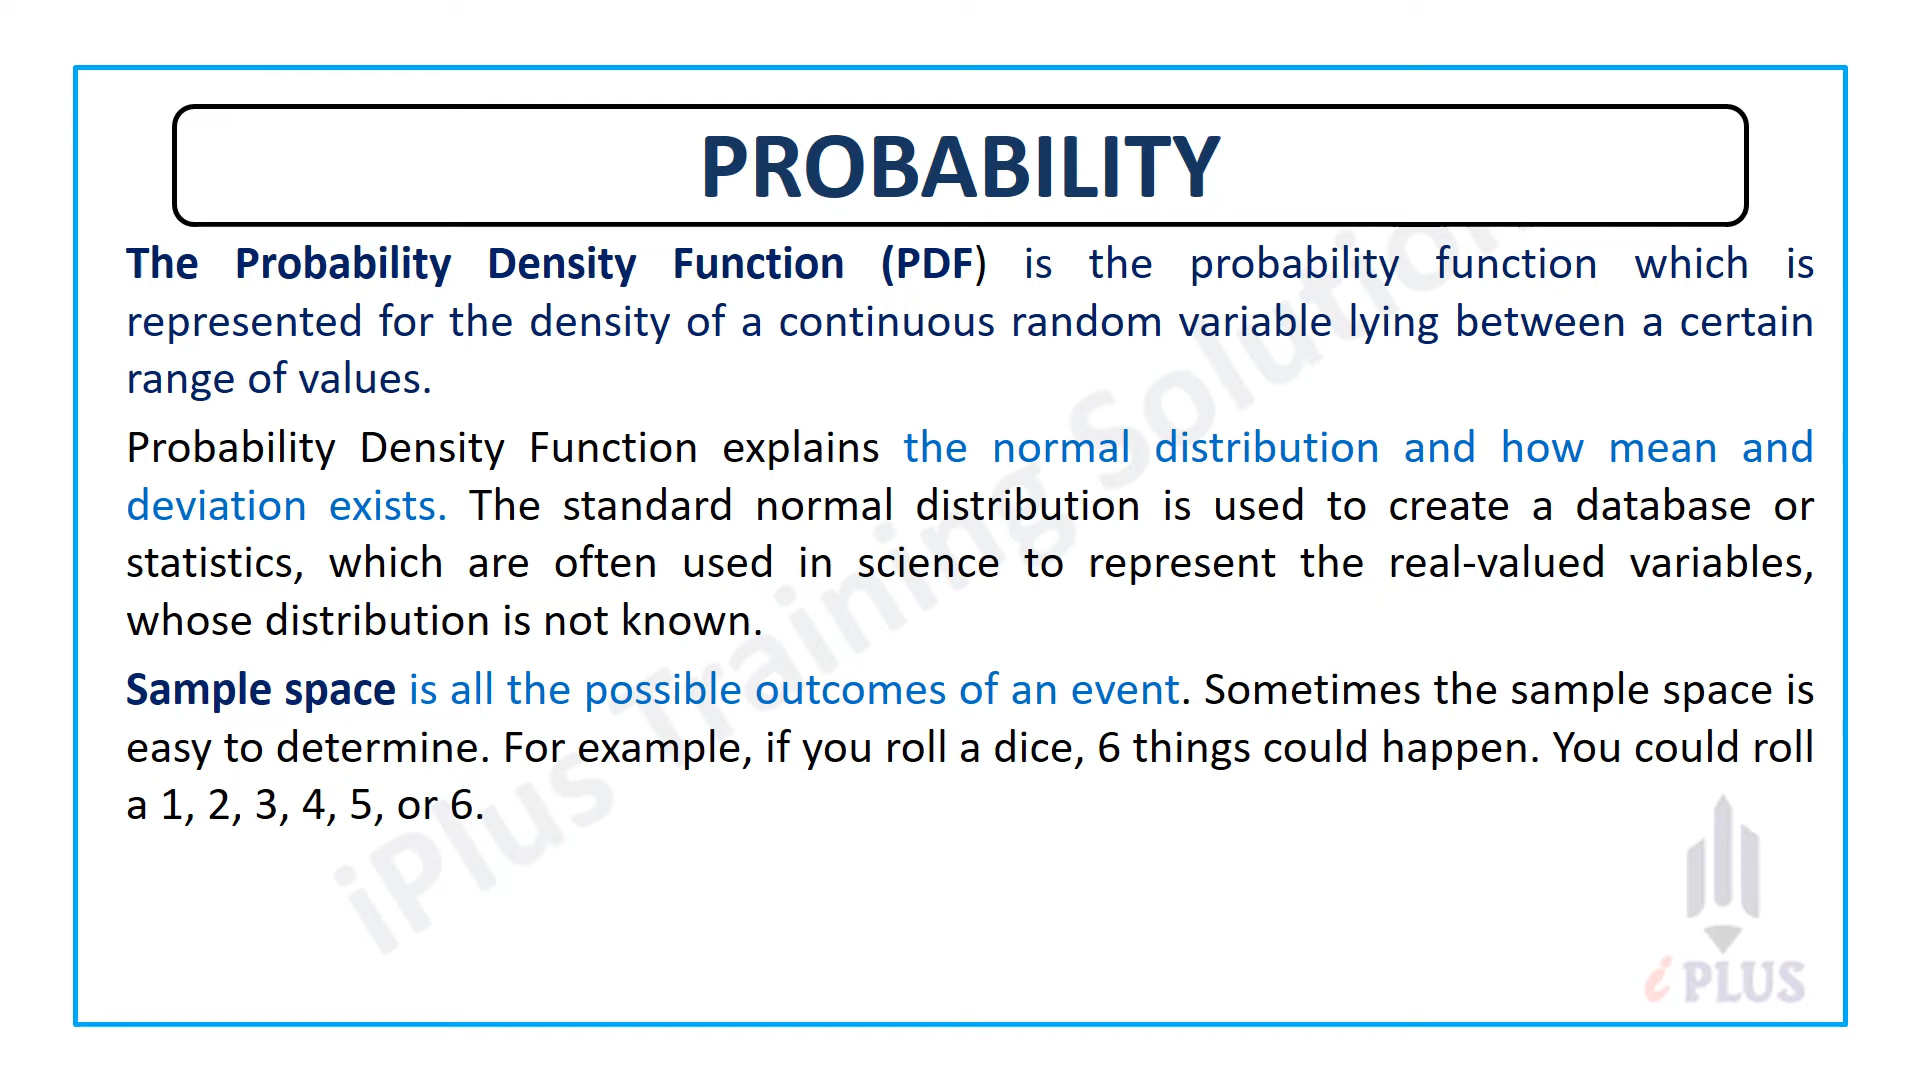 PROBABILITY
The Probability Density Function (PDF) is the probability function which is
represented for the density of a continuous random variable lying between a certain
range of values.
Probability Density Function explains the normal distribution and how mean and
deviation exists. The standard normal distribution is used to create a database or
statistics, which are often used in science to represent the real-valued variables,
whose distribution is not known.
Sample space is all the possible outcomes of an event. Sometimes the sample space is
easy to determine. For example, if you roll a dice, 6 things could happen. You could roll
a 1, 2, 3, 4, 5, or 6.
iPlus Training Solution
i PLUS